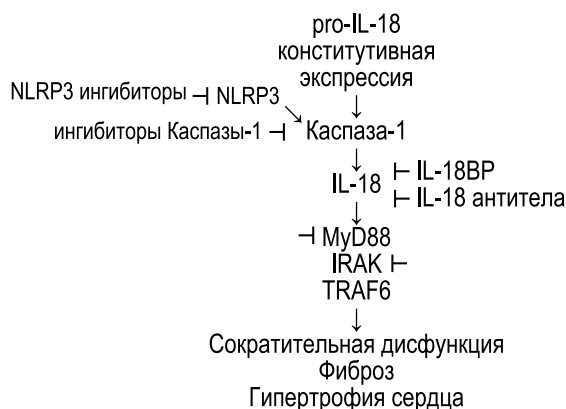 pro-IL-18
конститутивная
экспрессия
NLRP3 ингибиторы ⊣ NLRP3
ингибиторы Каспазы-1 ⊣ Каспаза-1
IL-18
⊢ IL-18BP
⊢ IL-18 антитела
⊣ MyD88
IRAK ⊢
TRAF6
Сократительная дисфункция
Фиброз
Гипертрофия сердца